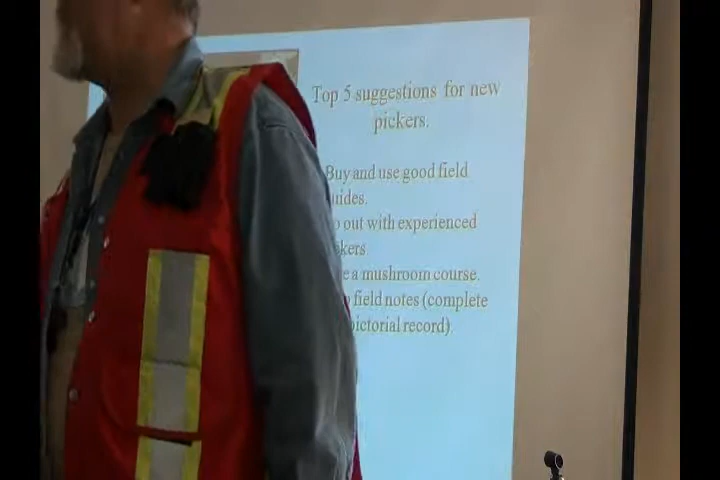 Top 5 suggestions for new
pickers.
Buy and use good field
uides.
out with experienced
kers
e a mushroom course.
field notes (complete
pictorial record).